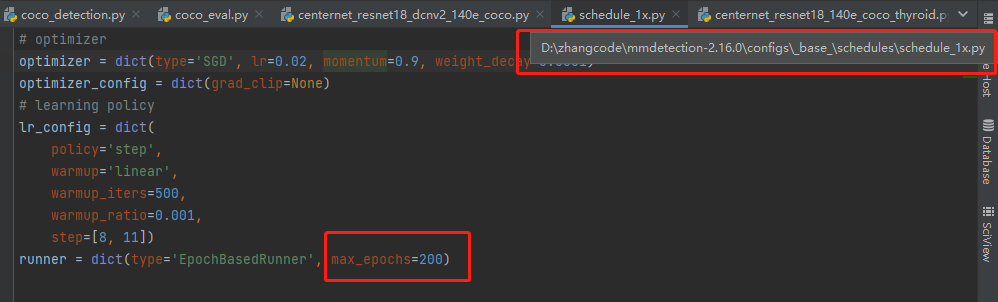 coco_detection.py
coco_eval.py
centernet_resnet18_dcnv2_140e_coco.py
schedule_1x.py
centernet_resnet18_140e_coco_thyroid.py
# optimizer
D:\zhangcode\mmdetection-2.16.0\configs\_base_\schedules\schedule_1x.py
optimizer = dict(type='SGD', lr=0.02, momentum=0.9, weight_decay
optimizer_config = dict(grad_clip=None)
# learning policy
lr_config = dict(
policy='step',
warmup='linear',
warmup_iters=500,
warmup_ratio=0.001,
step=[8, 11])
runner = dict(type='EpochBasedRunner', max_epochs=200)
Host
Database
SciView